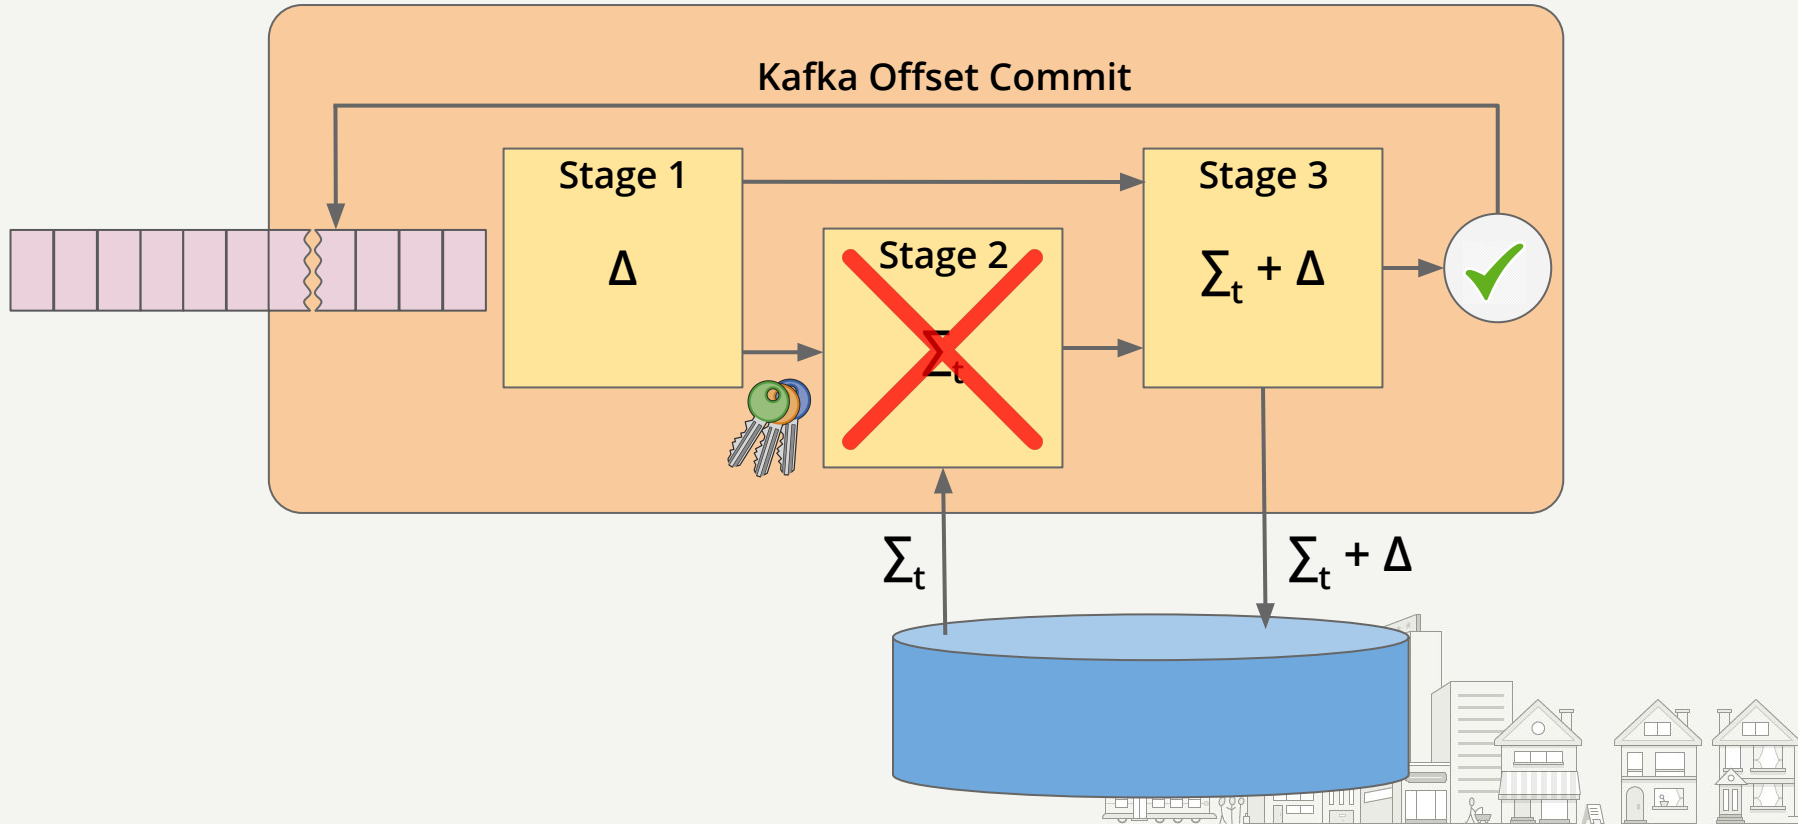 Kafka Offset Commit
Stage 1
Δ
Stage 2
∑t
Stage 3
∑t + Δ
∑t
∑t + Δ